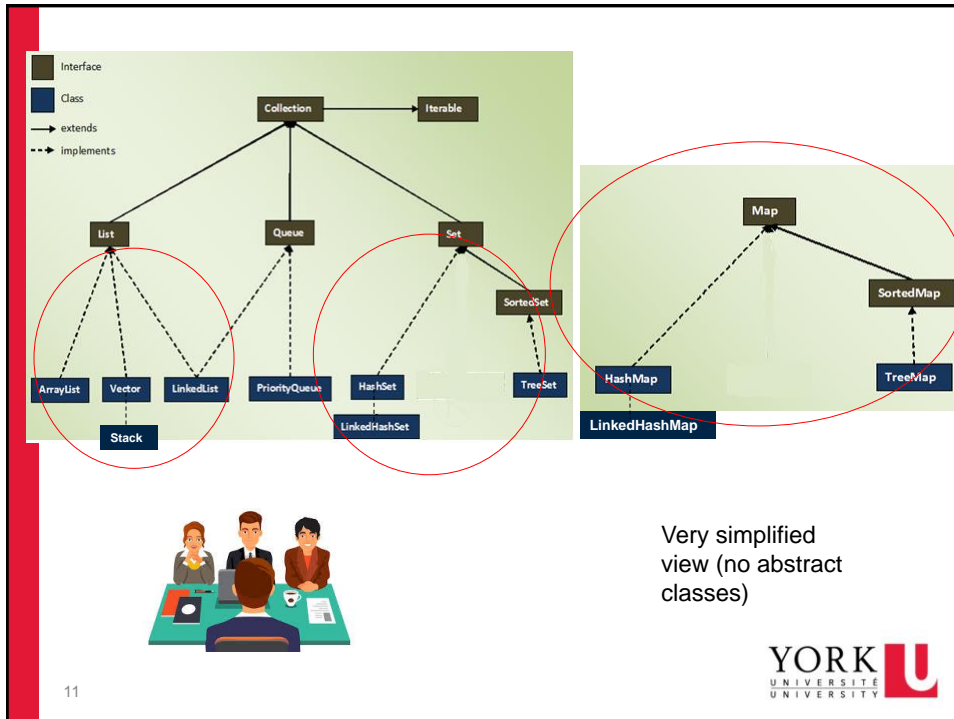 Interface
Class
extends
implements
Collection
Iterable
List
Queue
Set
SortedSet
ArrayList
Vector
LinkedList
PriorityQueue
HashSet
TreeSet
Stack
LinkedHashSet
Map
SortedMap
HashMap
TreeMap
LinkedHashMap
Very simplified
view (no abstract
classes)
YORK U
UNIVERSITÉ
UNIVERSITY
11